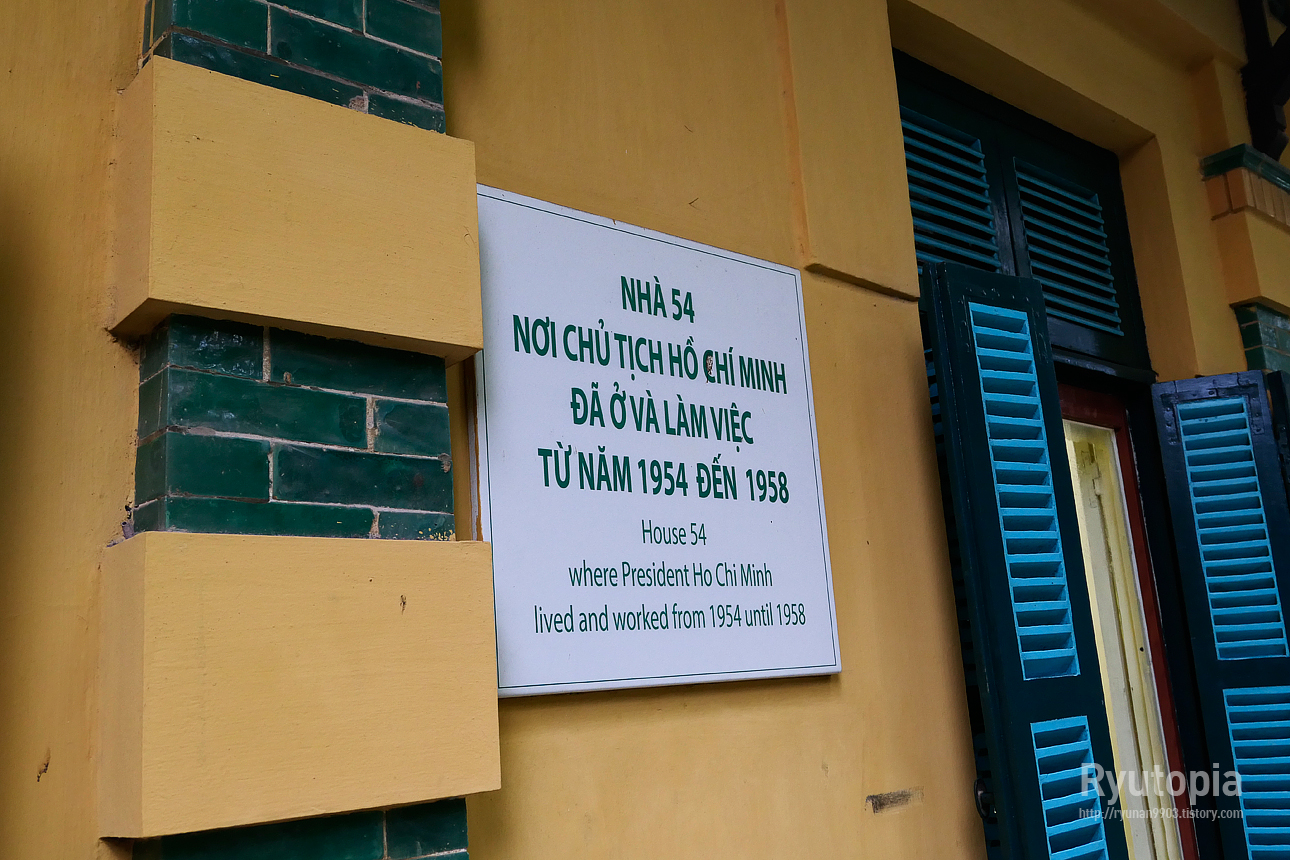 NHÀ 54
NƠI CHỦ TỊCH HỒ CHÍ MINH
ĐÃ Ở VÀ LÀM VIỆC
TỪ NĂM 1954 ĐẾN 1958
House 54
where President Ho Chi Minh
lived and worked from 1954 until 1958
Ryutopia
http://ryunan9903.tistory.com